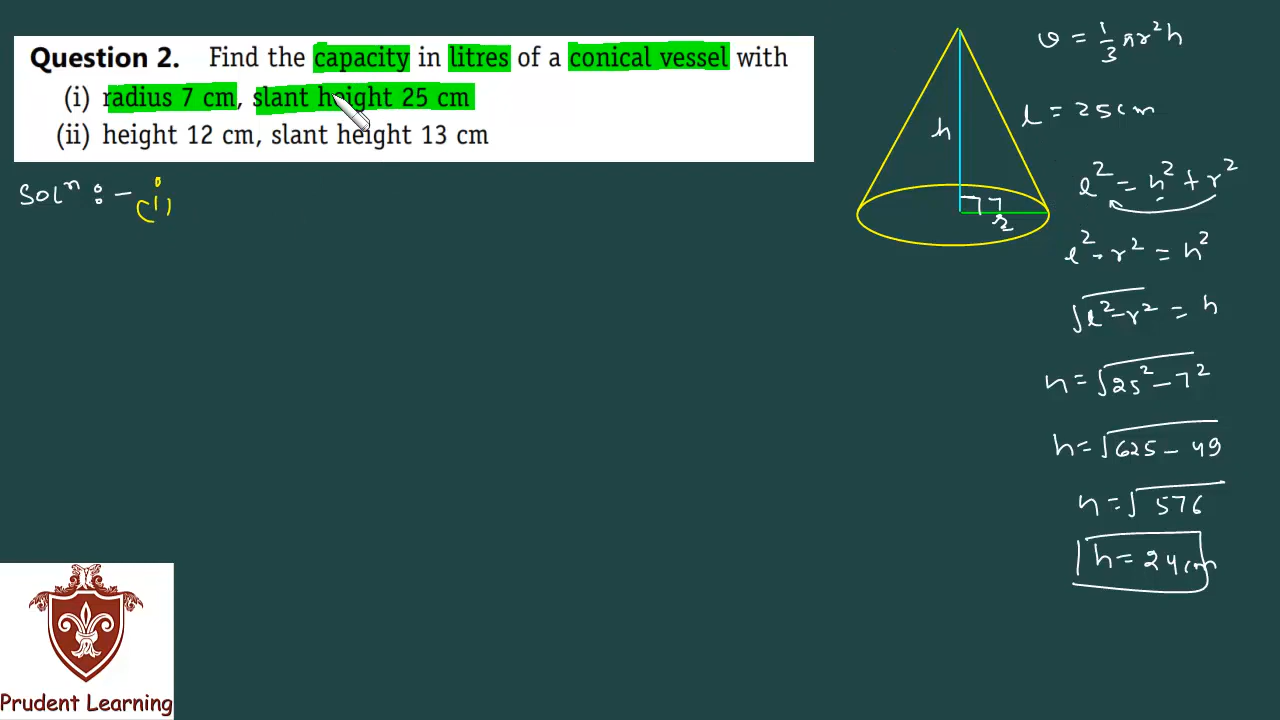 Question 2. Find the capacity in litres of a conical vessel with
(i) radius 7 cm, slant height 25 cm
(ii) height 12 cm, slant height 13 cm
Solⁿ :- (i)
h
7
r
v = 1/3 πr²h
l = 25cm
l² = h² + r²
l² - r² = h²
√l²-r² = h
h = √25² - 7²
h = √625 - 49
h = √576
h = 24cm
Prudent Learning